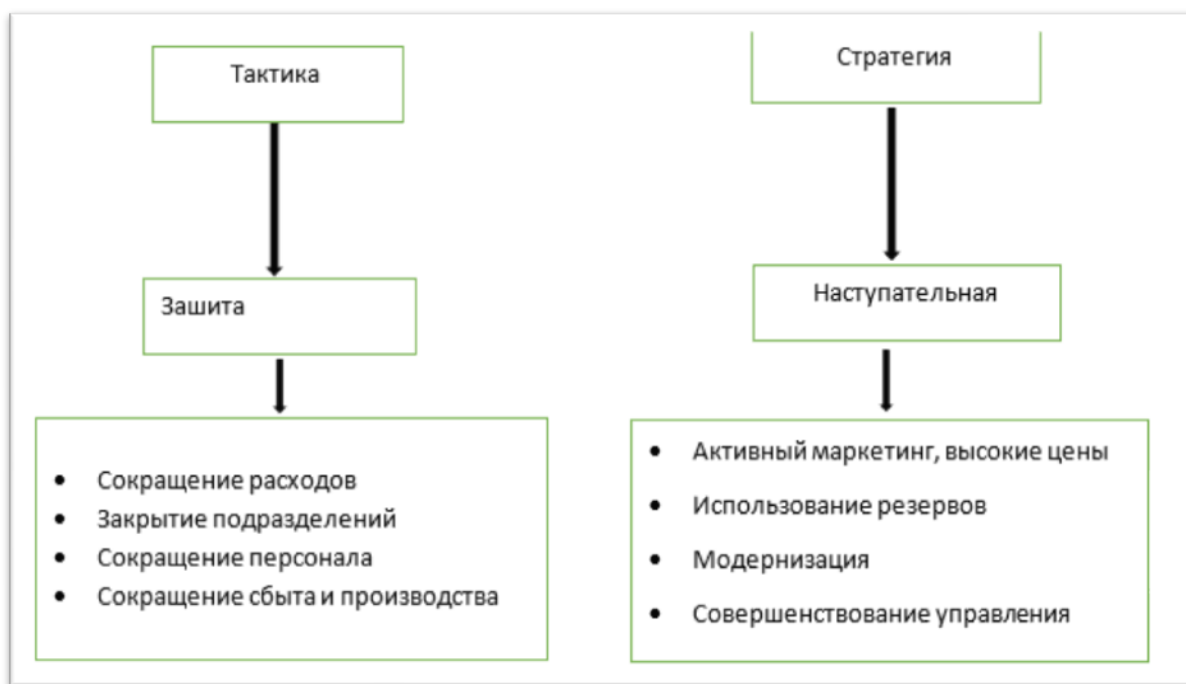 Тактика
Стратегия
Зашита
Наступательная
• Сокращение расходов
• Закрытие подразделений
• Сокращение персонала
• Сокращение сбыта и производства
• Активный маркетинг, высокие цены
• Использование резервов
• Модернизация
• Совершенствование управления